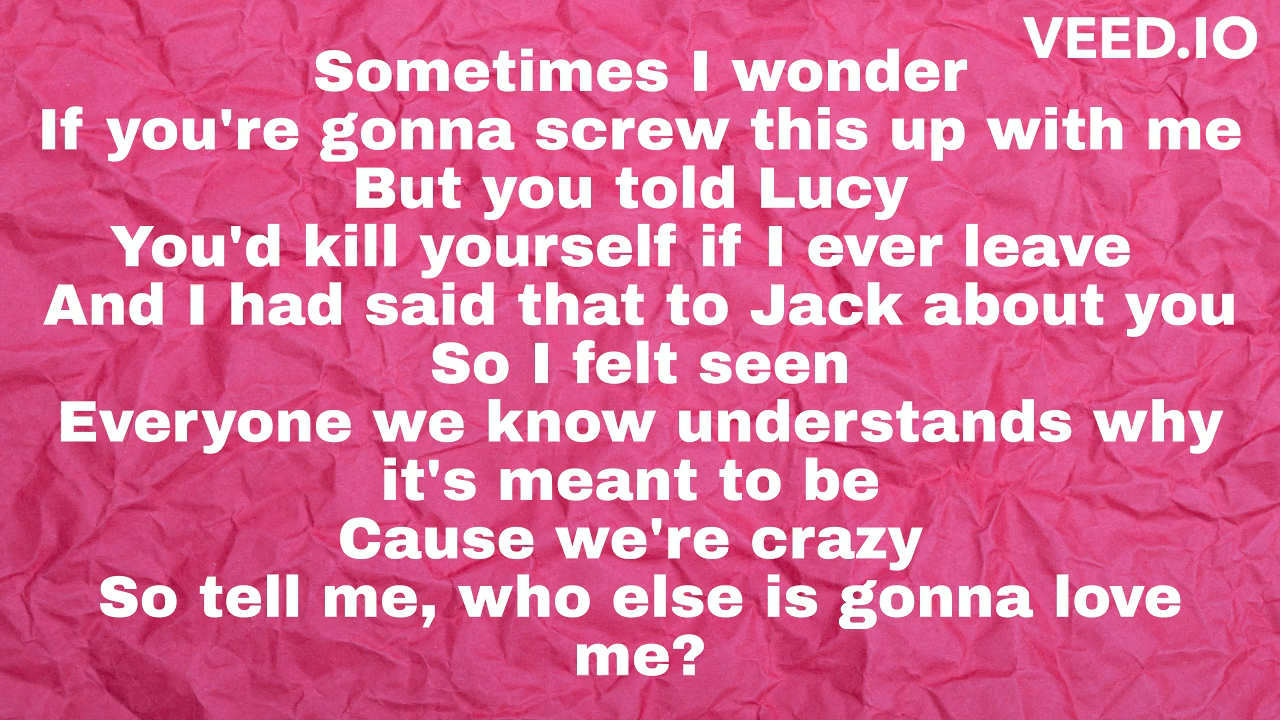 VEED.IO
Sometimes I wonder
If you're gonna screw this up with me
But you told Lucy
You'd kill yourself if I ever leave
And I had said that to Jack about you
So I felt seen
Everyone we know understands why
it's meant to be
Cause we're crazy
So tell me, who else is gonna love
me?